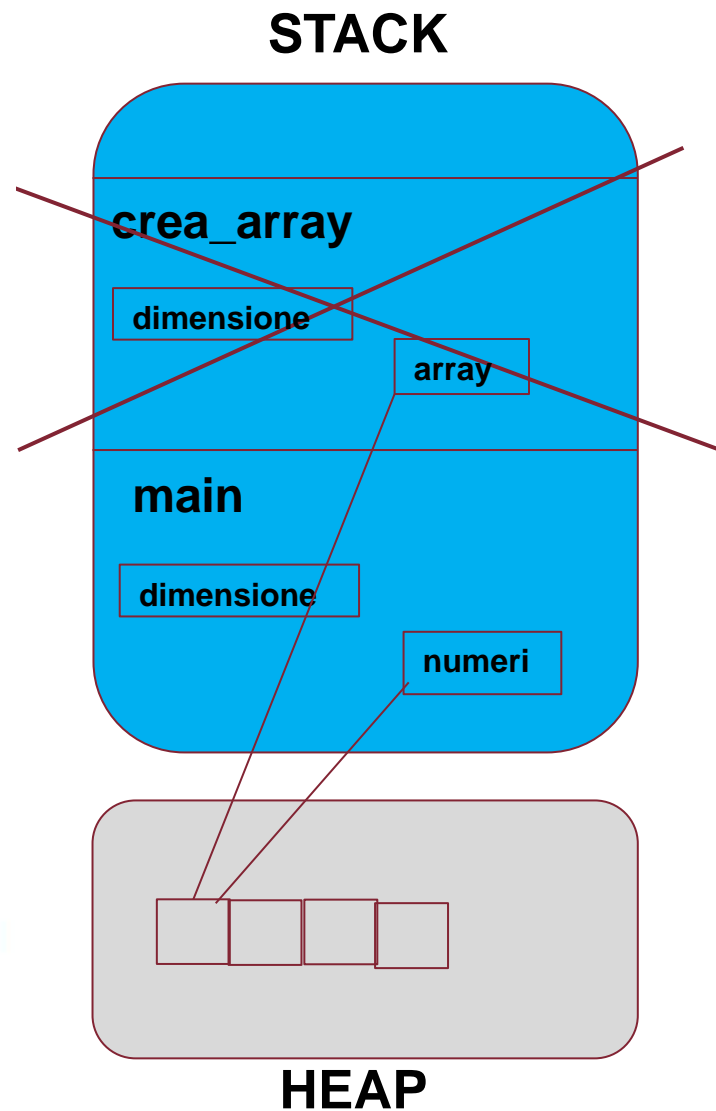 STACK
crea_array
dimensione
array
main
dimensione
numeri
HEAP